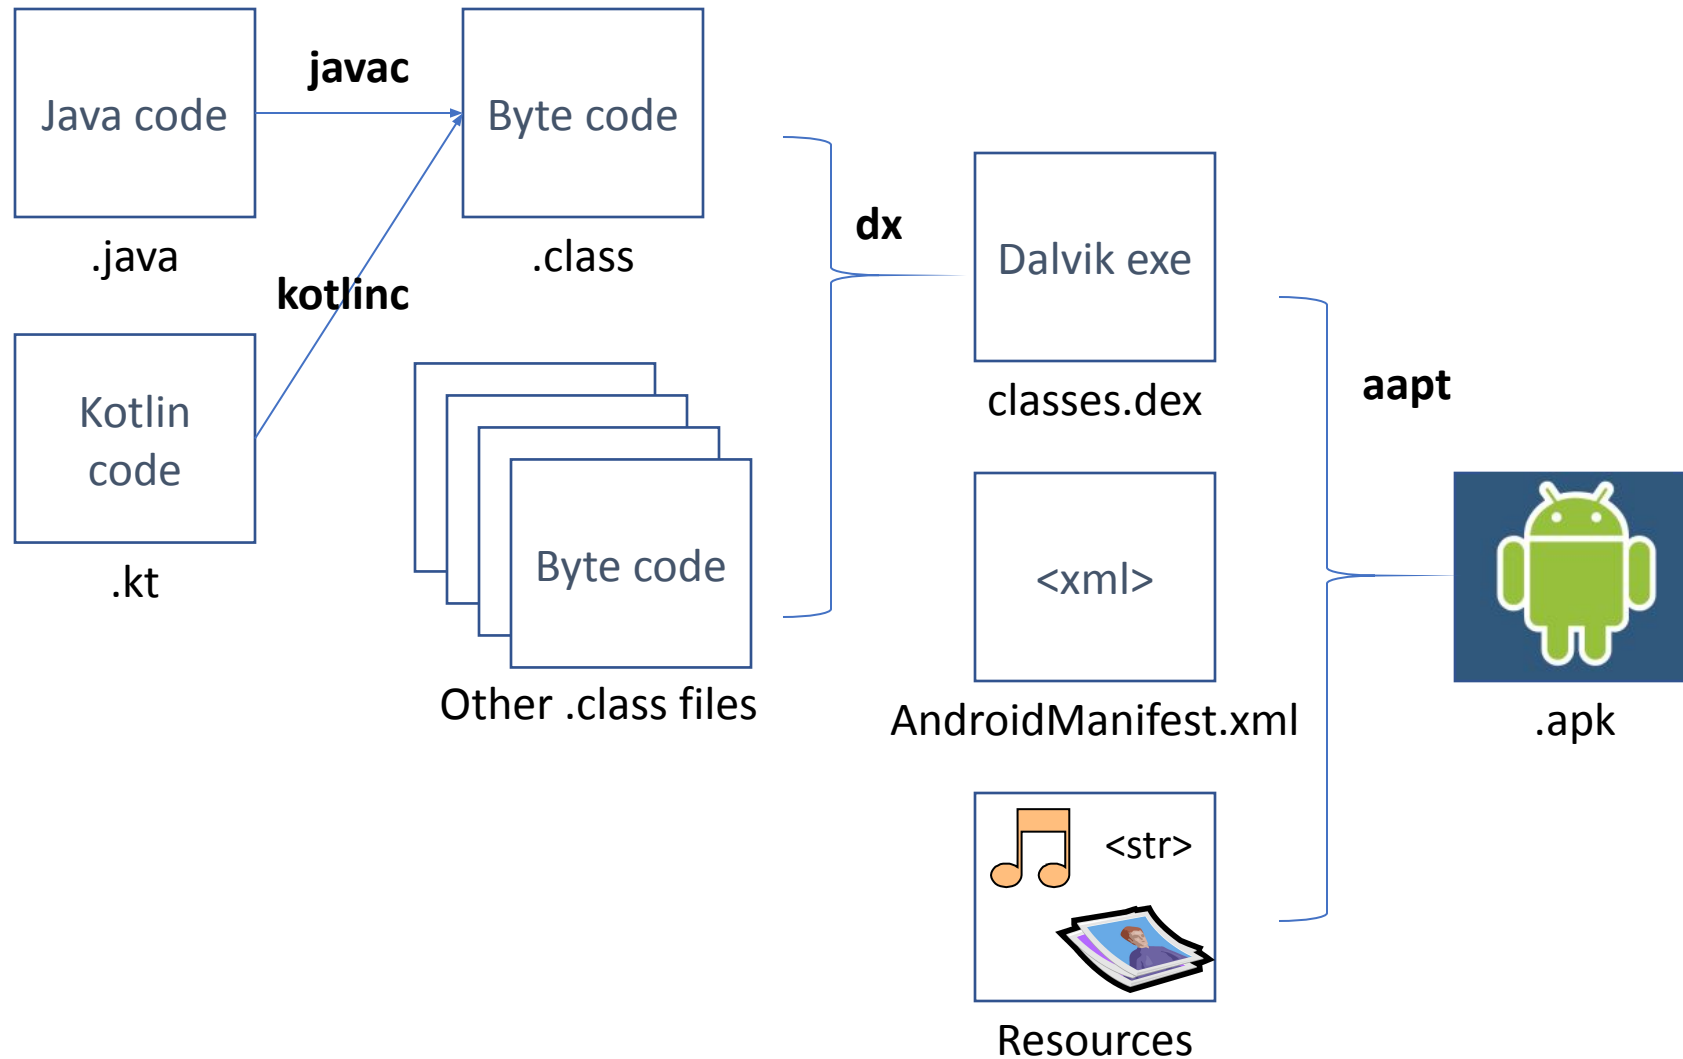 Java code
.java
javac
Byte code
.class
kotlinc
Kotlin
code
.kt
Byte code
Other .class files
dx
Dalvik exe
classes.dex
<xml>
AndroidManifest.xml
<str>
Resources
aapt
.apk